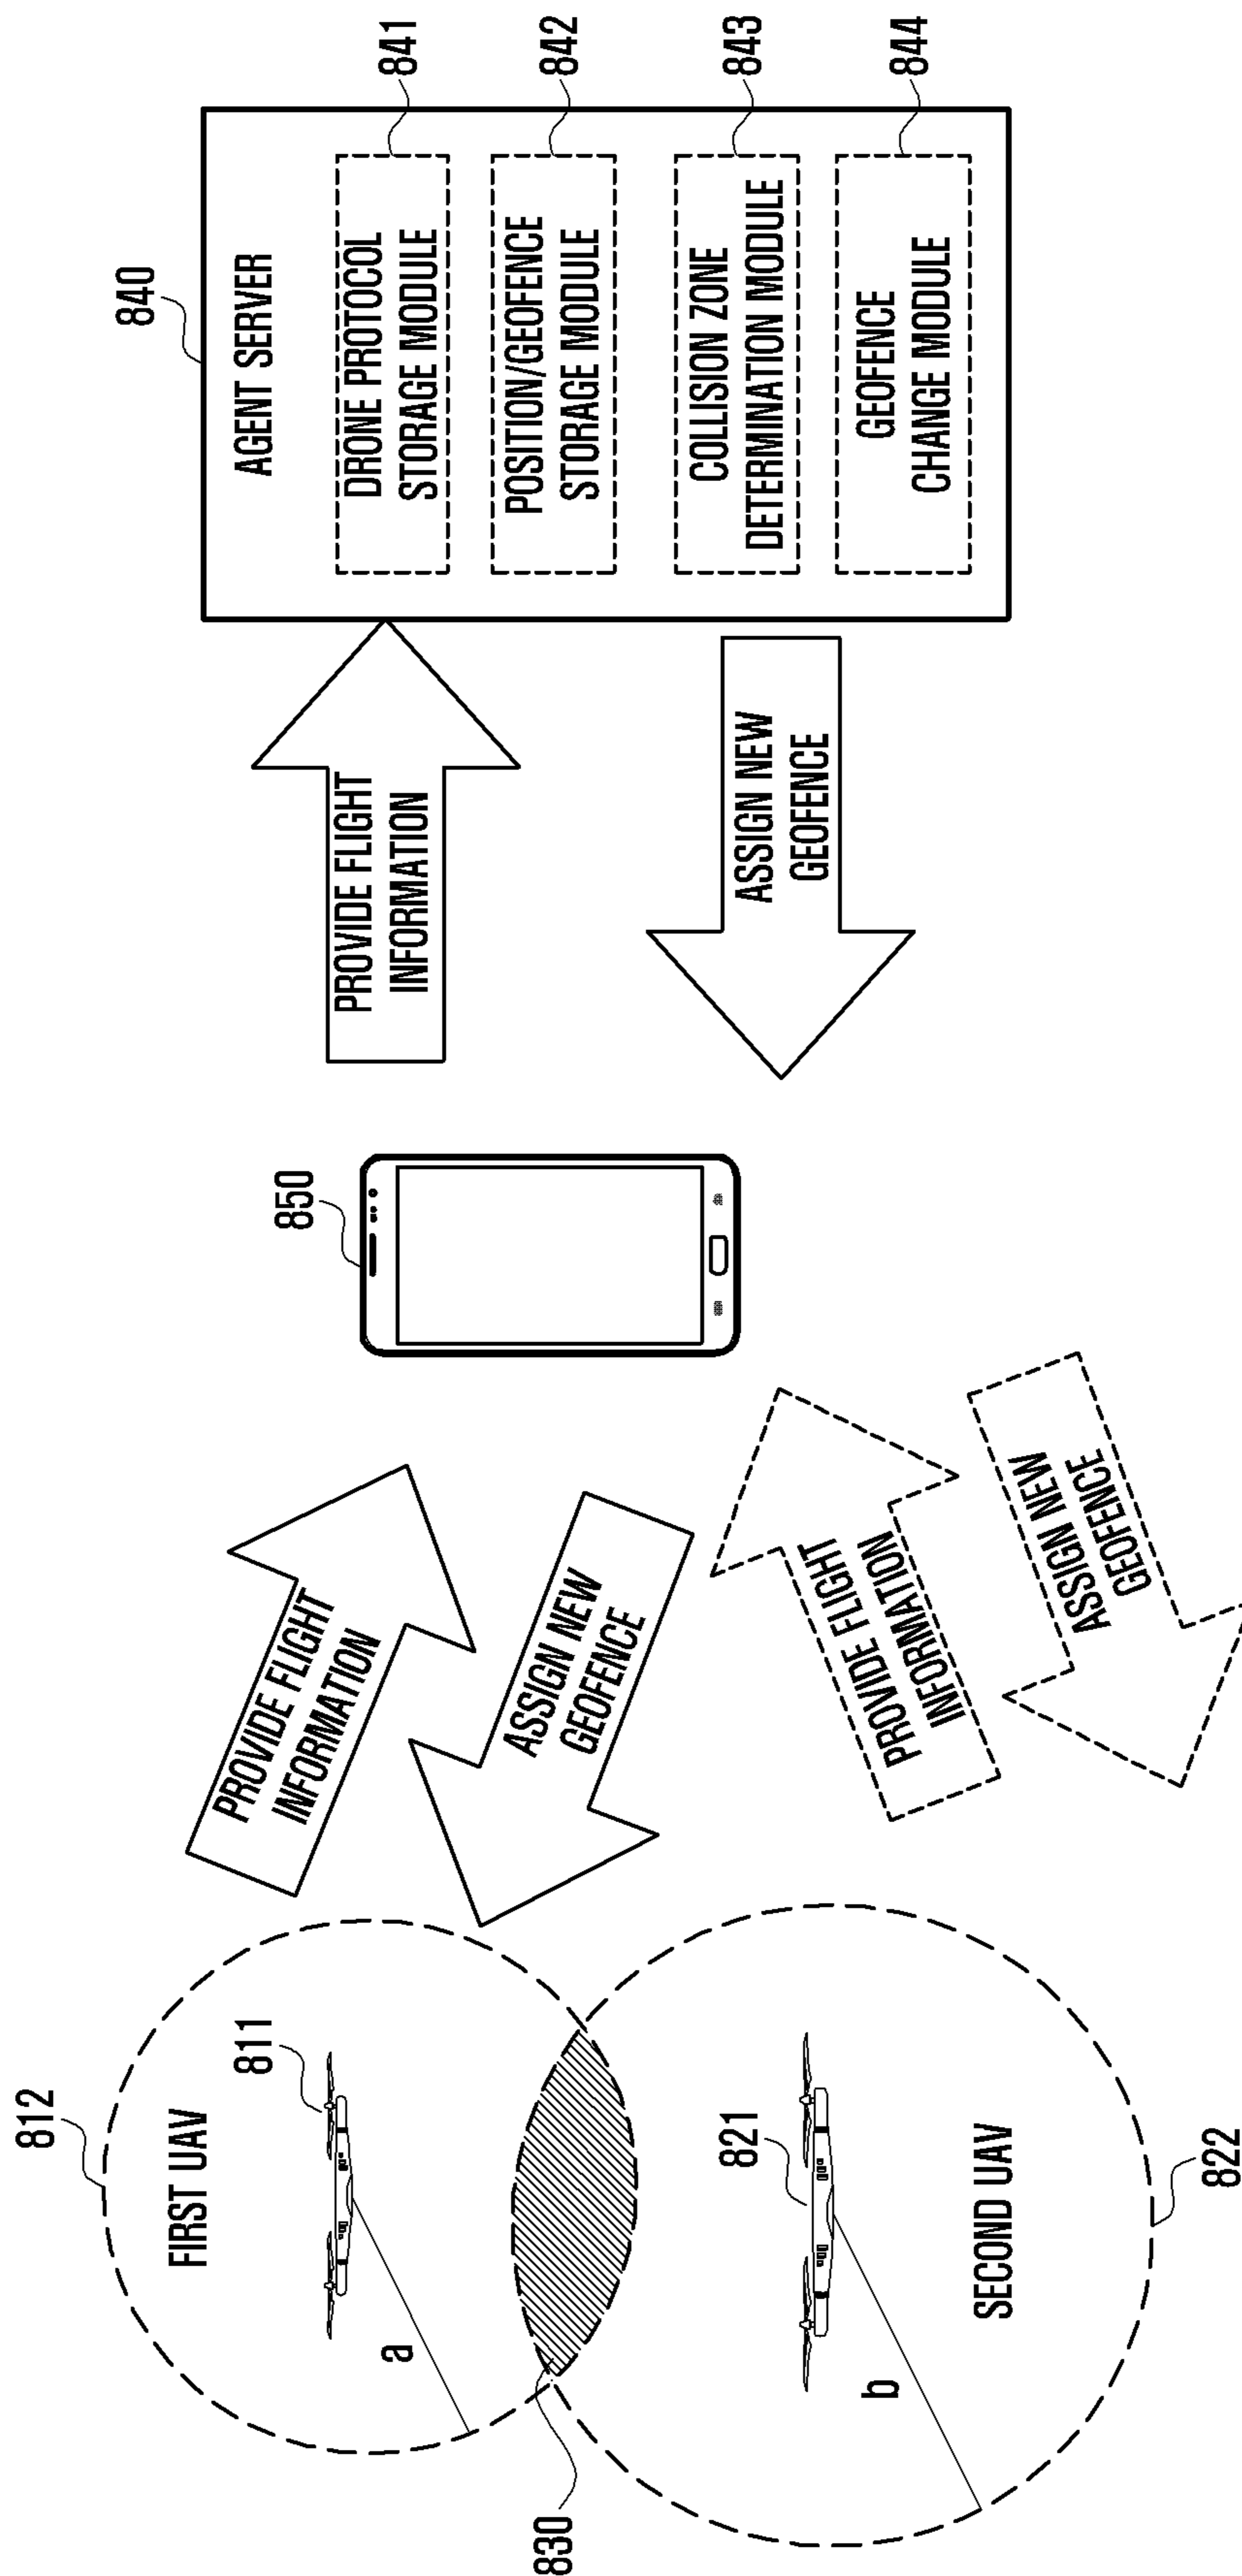 812
FIRST UAV
811
a
830
821
b
SECOND UAV
822
PROVIDE FLIGHT
INFORMATION
ASSIGN NEW
GEOFENCE
PROVIDE FLIGHT
INFORMATION
ASSIGN NEW
GEOFENCE
850
PROVIDE FLIGHT
INFORMATION
ASSIGN NEW
GEOFENCE
840
AGENT SERVER
DRONE PROTOCOL
STORAGE MODULE
841
POSITION/GEOFENCE
STORAGE MODULE
842
COLLISION ZONE
DETERMINATION MODULE
843
GEOFENCE
CHANGE MODULE
844